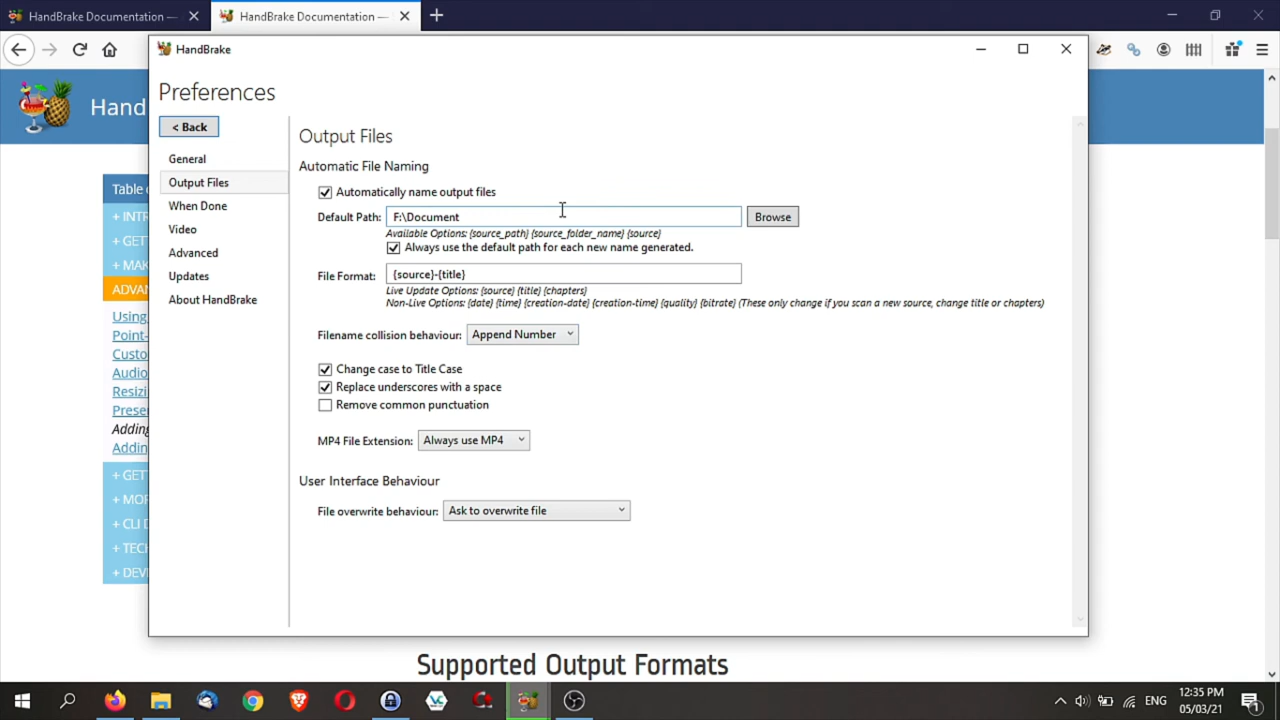 HandBrake Documentation —
HandBrake Documentation —
HandBrake
Hand
Preferences
< Back
General
Output Files
When Done
Video
Advanced
Updates
About HandBrake
Output Files
Automatic File Naming
Automatically name output files
Default Path: F:\Document Browse
Available Options: {source_path} {source_folder_name} {source}
Always use the default path for each new name generated.
File Format: {source}-{title}
Live Update Options: {source} {title} {chapters}
Non-Live Options: {date} {time} {creation-date} {creation-time} {quality} {bitrate} (These only change if you scan a new source, change title or chapters)
Filename collision behaviour: Append Number
Change case to Title Case
Replace underscores with a space
Remove common punctuation
MP4 File Extension: Always use MP4
User Interface Behaviour
File overwrite behaviour: Ask to overwrite file
Table
+ INTR
+ GET
+ MAK
ADVAN
Using
Point-
Custo
Audio
Resizi
Prese
Adding
Adding
+ GET
+ MOR
+ CLI D
+ TECH
+ DEV
Supported Output Formats
ENG
12:35 PM
05/03/21
1